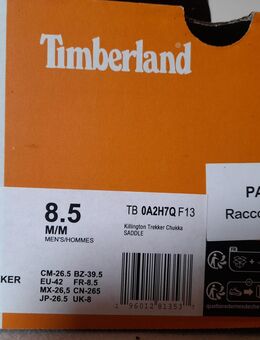 Timberland
8.5
M/M
MEN'S/HOMMES
TB 0A2H7Q F13
Killington Trekker Chukka
SADDLE
KER
CM-26.5 BZ-39.5
EU-42 FR-8.5
MX-26,5 CN-265
JP-26.5 UK-8
PA
Racco